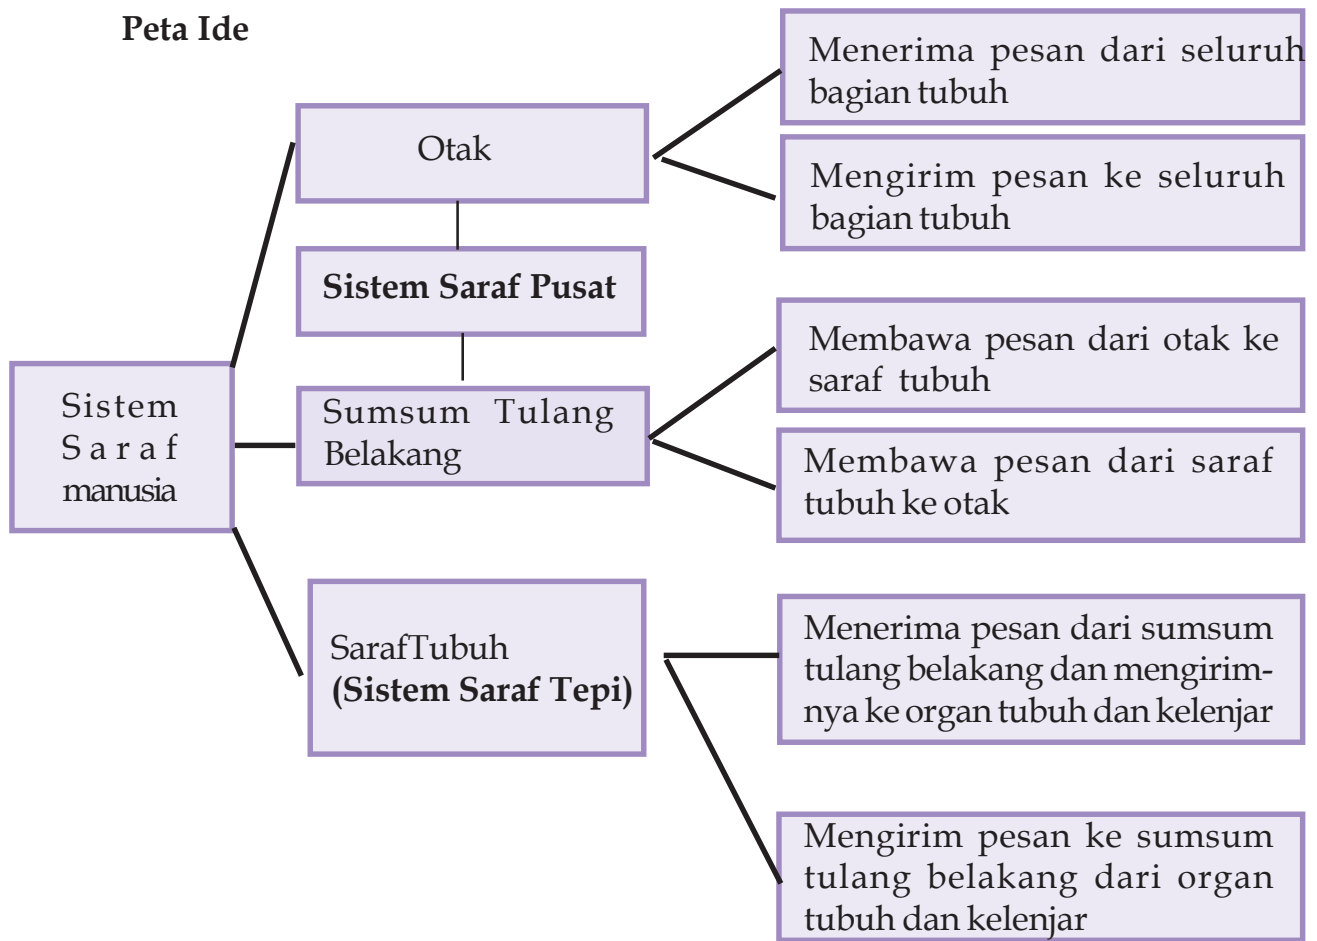 Peta Ide
Menerima pesan dari seluruh
bagian tubuh
Otak
Mengirim pesan ke seluruh
bagian tubuh
Sistem Saraf Pusat
Membawa pesan dari otak ke
saraf tubuh
Sistem
Saraf
manusia
Sumsum Tulang
Belakang
Membawa pesan dari saraf
tubuh ke otak
SarafTubuh
(Sistem Saraf Tepi)
Menerima pesan dari sumsum
tulang belakang dan mengirim-
nya ke organ tubuh dan kelenjar
Mengirim pesan ke sumsum
tulang belakang dari organ
tubuh dan kelenjar